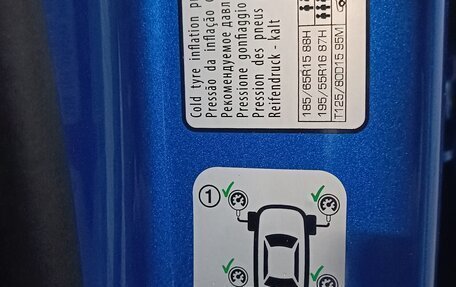 Cold tyre inflation
Pressão da inflação
Рекомендуемое
Pressione gonfiaggio
Pression des pneus
Reifendruck - kalt
185/65R15 88H
195/55R16 87H
T125/80D15 95M
1